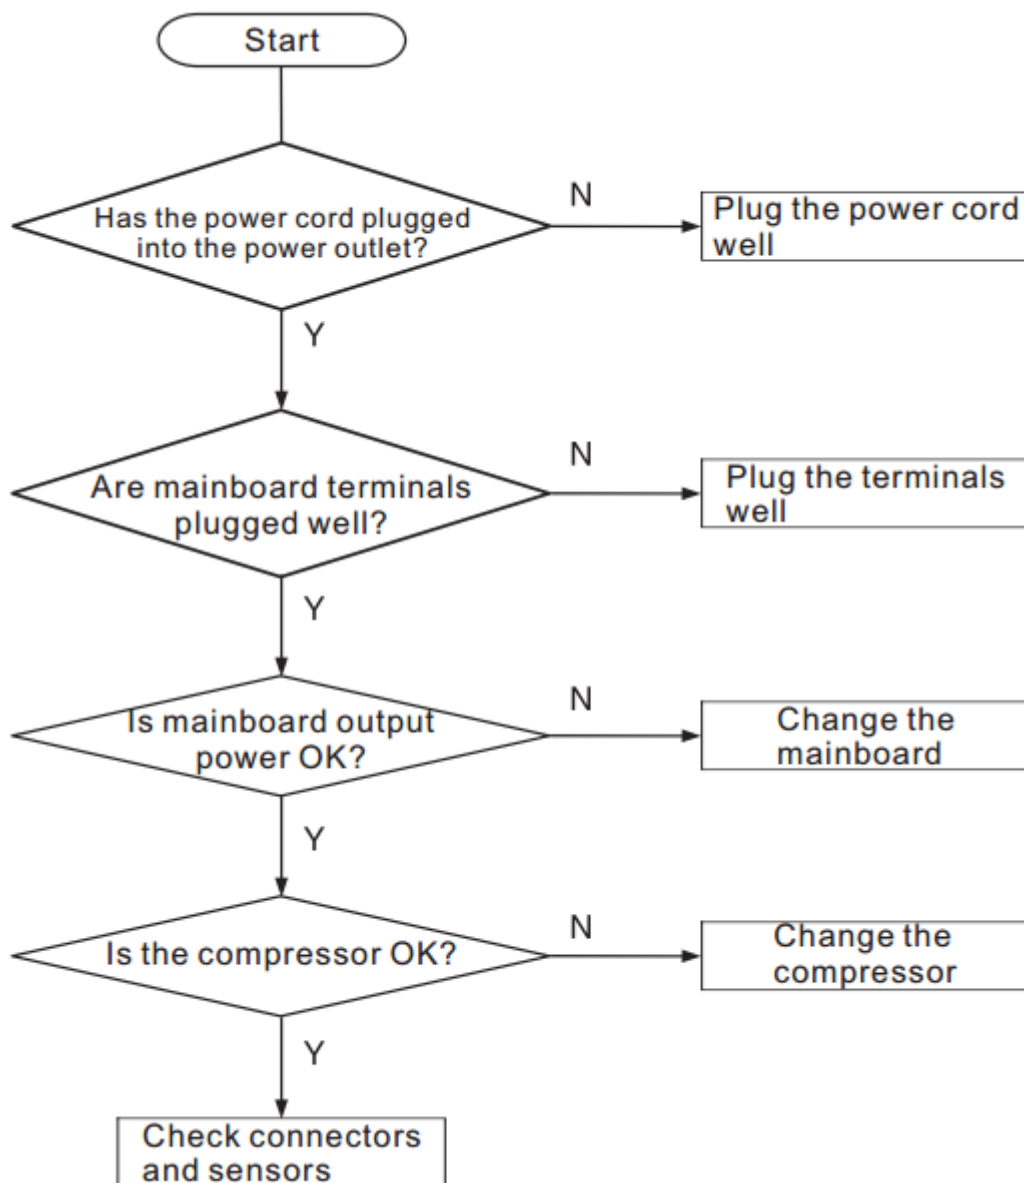 Start
Has the power cord plugged
into the power outlet?
N
Plug the power cord
well
Y
Are mainboard terminals
plugged well?
N
Plug the terminals
well
Y
Is mainboard output
power OK?
N
Change the
mainboard
Y
Is the compressor OK?
N
Change the
compressor
Y
Check connectors
and sensors